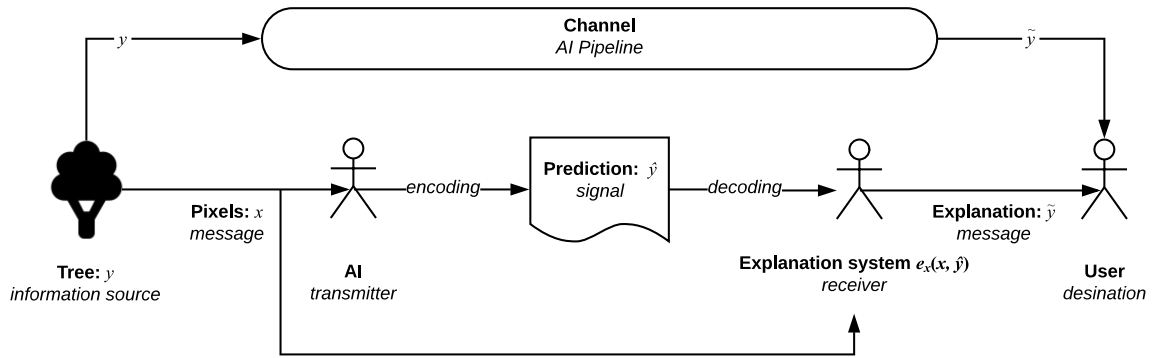 Channel
AI Pipeline
y
ỹ
encoding
Prediction: ŷ
signal
decoding
Pixels: x
message
Explanation: ỹ
message
Tree: y
information source
AI
transmitter
Explanation system eₓ(x, ŷ)
receiver
User
desination